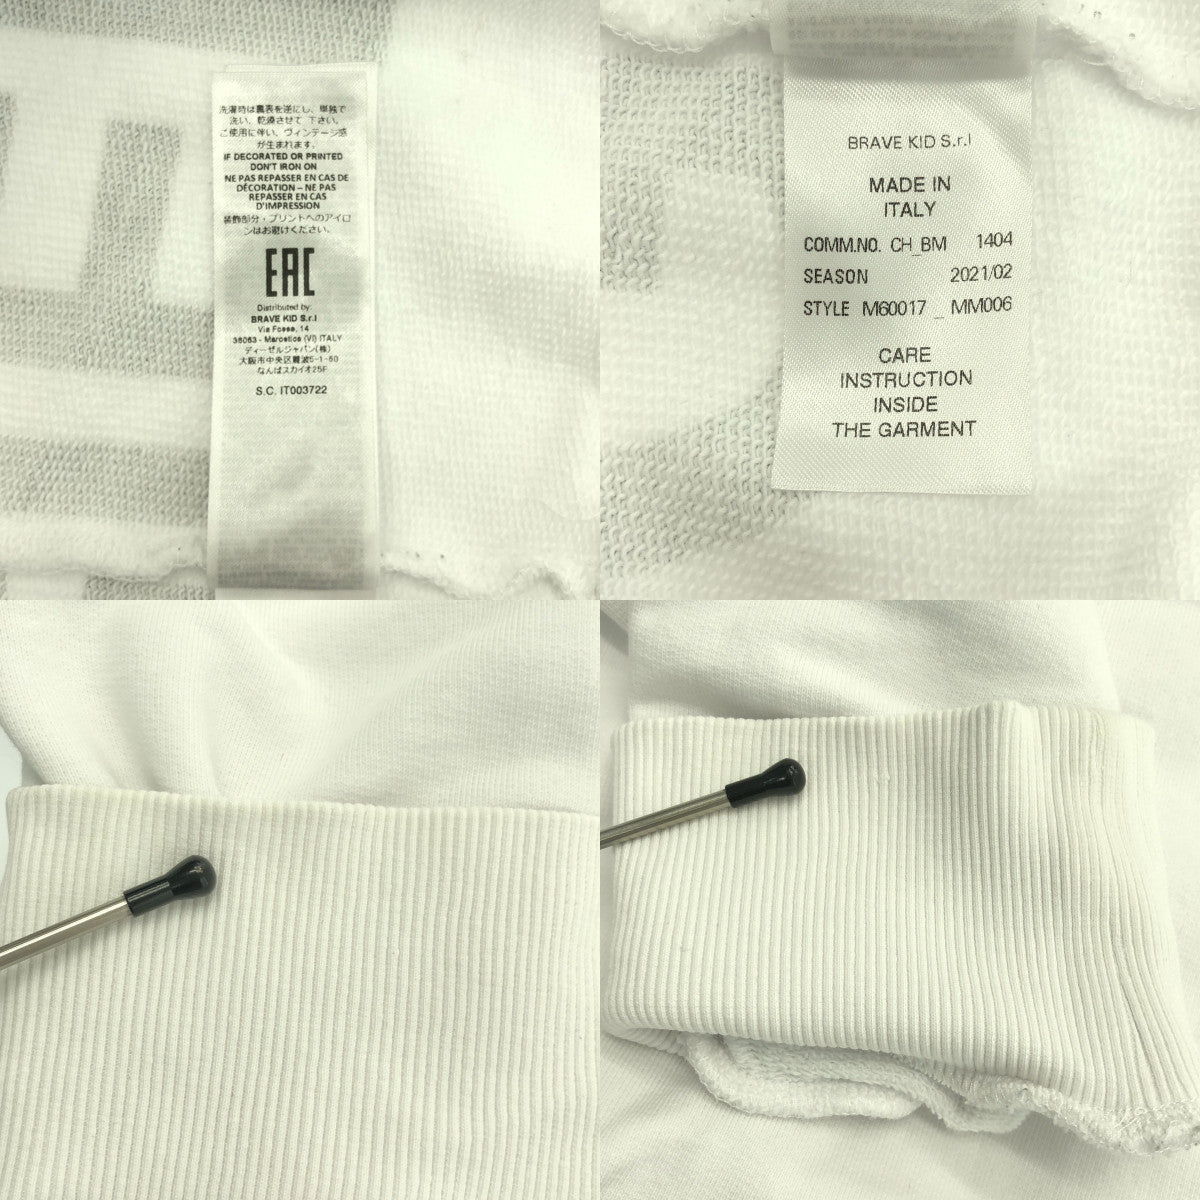 洗濯時は裏表を逆にし、単独で
洗い、乾燥させて 下さい。
ご使用に伴い、ヴィンテージ感
が生まれます。
IF DECORATED OR PRINTED
DON'T IRON ON
NE PAS REPASSER EN CAS DE
DÉCORATION – NE PAS
REPASSER EN CAS
D'IMPRESSION
装飾部分・プリントへのアイロ
ンはお避けください。
EAC
Distributed by:
BRAVE KID S.r.l
Via Fosse, 14
36063 - Marostica (VI) ITALY
ディーゼルジャパン(株)
大阪市中央区難波5-1-60
なんばスカイオ25F
S.C. IT003722
BRAVE KID S.r.l
MADE IN
ITALY
COMM.NO. CH_BM 1404
SEASON 2021/02
STYLE M60017 _ MM006
CARE
INSTRUCTION
INSIDE
THE GARMENT